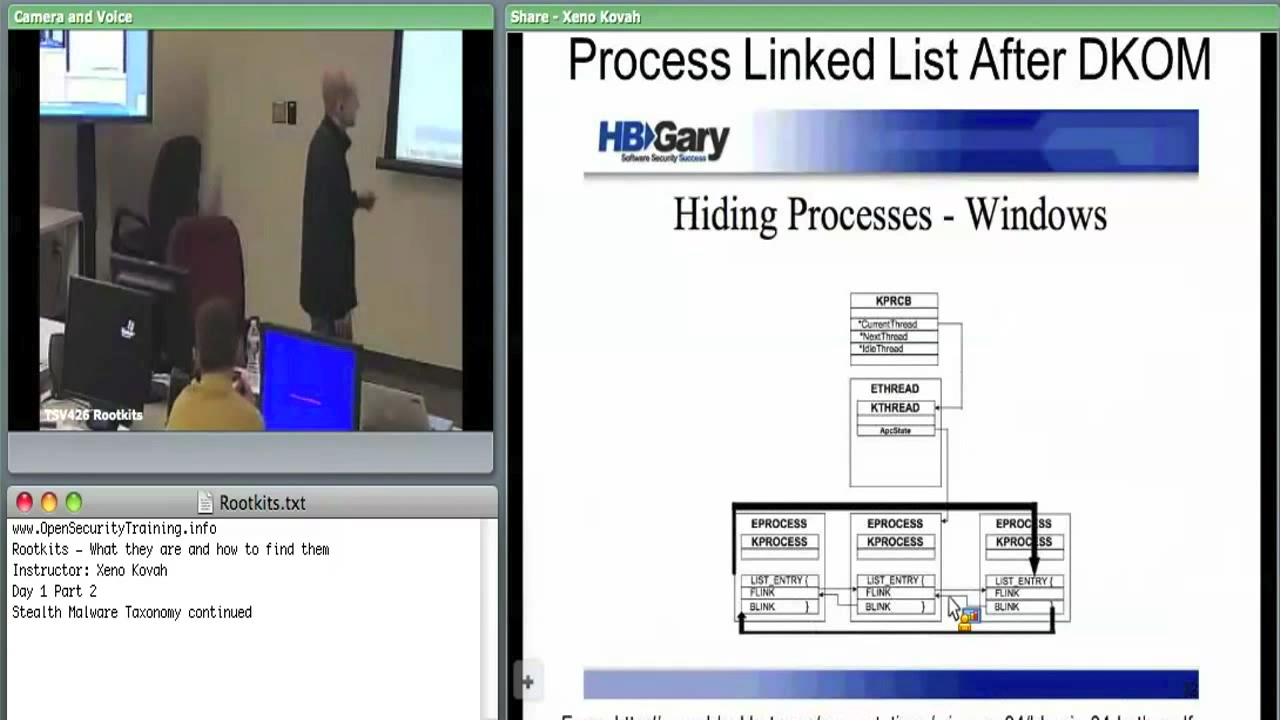 Camera and Voice
TSV426 Rootkits
Rootkits.txt
www.OpenSecurityTraining.info
Rootkits - What they are and how to find them
Instructor: Xeno Kovah
Day 1 Part 2
Stealth Malware Taxonomy continued
Share - Xeno Kovah
Process Linked List After DKOM
HBGary
Software Security Success
Hiding Processes - Windows
KPRCB
*CurrentThread
*NextThread
*IdleThread
ETHREAD
KTHREAD
ApcState
EPROCESS
KPROCESS
LIST_ENTRY {
FLINK
BLINK }
EPROCESS
KPROCESS
LIST_ENTRY {
FLINK
BLINK }
EPROCESS
KPROCESS
LIST_ENTRY {
FLINK
BLINK }